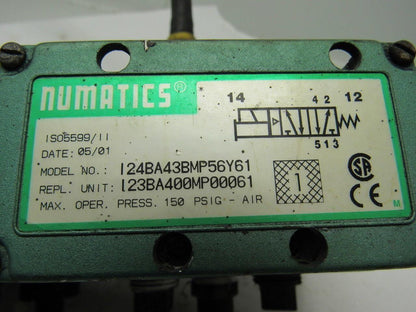 NUMATICS®
14 4 2 12
5 1 3
ISO5599/II
DATE: 05/01
MODEL NO.: I24BA43BMP56Y61
REPL. UNIT: I23BA400MP00061
MAX. OPER. PRESS. 150 PSIG - AIR
1
SA
CE
M